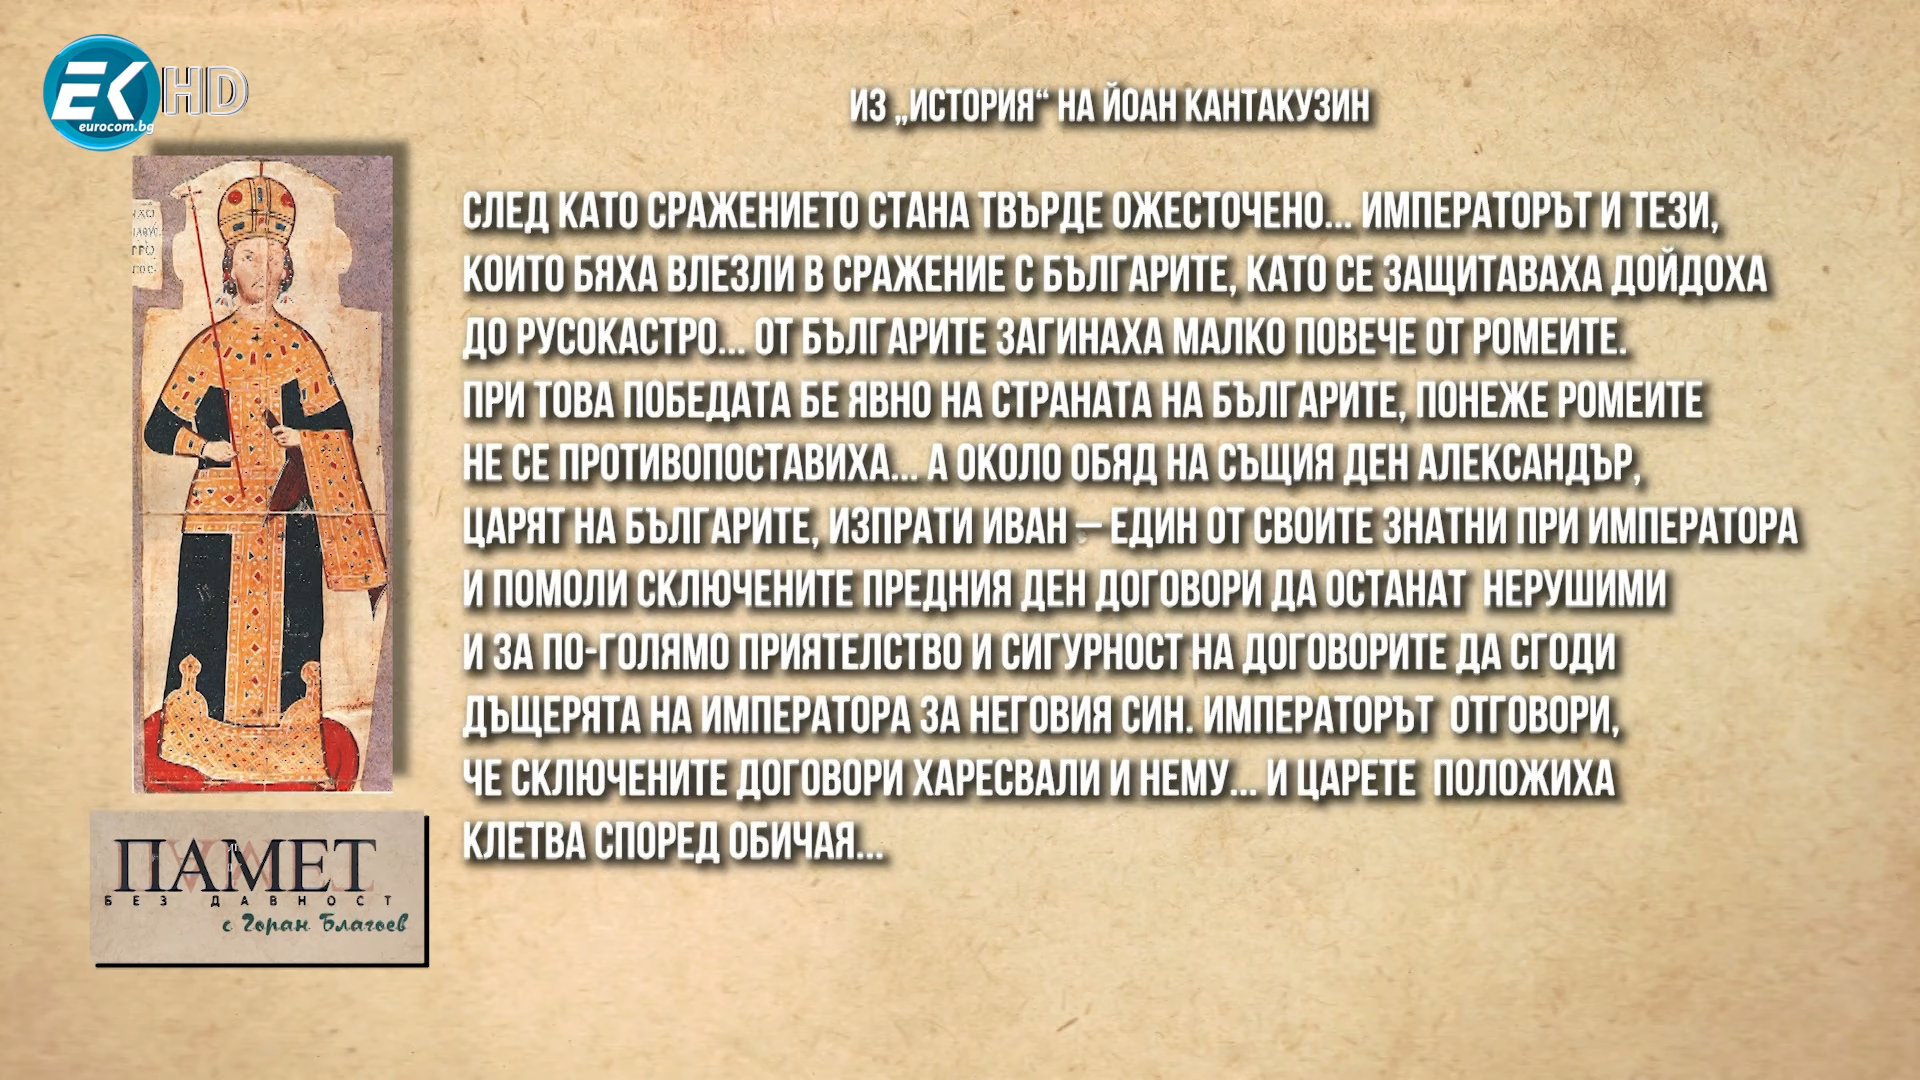 EK HD
eurocom.bg
ИЗ „ИСТОРИЯ“ НА ЙОАН КАНТАКУЗИН
СЛЕД КАТО СРАЖЕНИЕТО СТАНА ТВЪРДЕ ОЖЕСТОЧЕНО... ИМПЕРАТОРЪТ И ТЕЗИ,
КОИТО БЯХА ВЛЕЗЛИ В СРАЖЕНИЕ С БЪЛГАРИТЕ, КАТО СЕ ЗАЩИТАВАХА ДОЙДОХА
ДО РУСОКАСТРО... ОТ БЪЛГАРИТЕ ЗАГИНАХА МАЛКО ПОВЕЧЕ ОТ РОМЕИТЕ.
ПРИ ТОВА ПОБЕДАТА БЕ ЯВНО НА СТРАНАТА НА БЪЛГАРИТЕ, ПОНЕЖЕ РОМЕИТЕ
НЕ СЕ ПРОТИВОПОСТАВИХА... А ОКОЛО ОБЯД НА СЪЩИЯ ДЕН АЛЕКСАНДЪР,
ЦАРЯТ НА БЪЛГАРИТЕ, ИЗПРАТИ ИВАН – ЕДИН ОТ СВОИТЕ ЗНАТНИ ПРИ ИМПЕРАТОРА
И ПОМОЛИ СКЛЮЧЕНИТЕ ПРЕДНИЯ ДЕН ДОГОВОРИ ДА ОСТАНАТ НЕРУШИМИ
И ЗА ПО-ГОЛЯМО ПРИЯТЕЛСТВО И СИГУРНОСТ НА ДОГОВОРИТЕ ДА СГОДИ
ДЪЩЕРЯТА НА ИМПЕРАТОРА ЗА НЕГОВИЯ СИН. ИМПЕРАТОРЪТ ОТГОВОРИ,
ЧЕ СКЛЮЧЕНИТЕ ДОГОВОРИ ХАРЕСВАЛИ И НЕМУ... И ЦАРЕТЕ ПОЛОЖИХА
КЛЕТВА СПОРЕД ОБИЧАЯ...
ПАМЕТ
БЕЗ ДАВНОСТ
с Горан Благоев